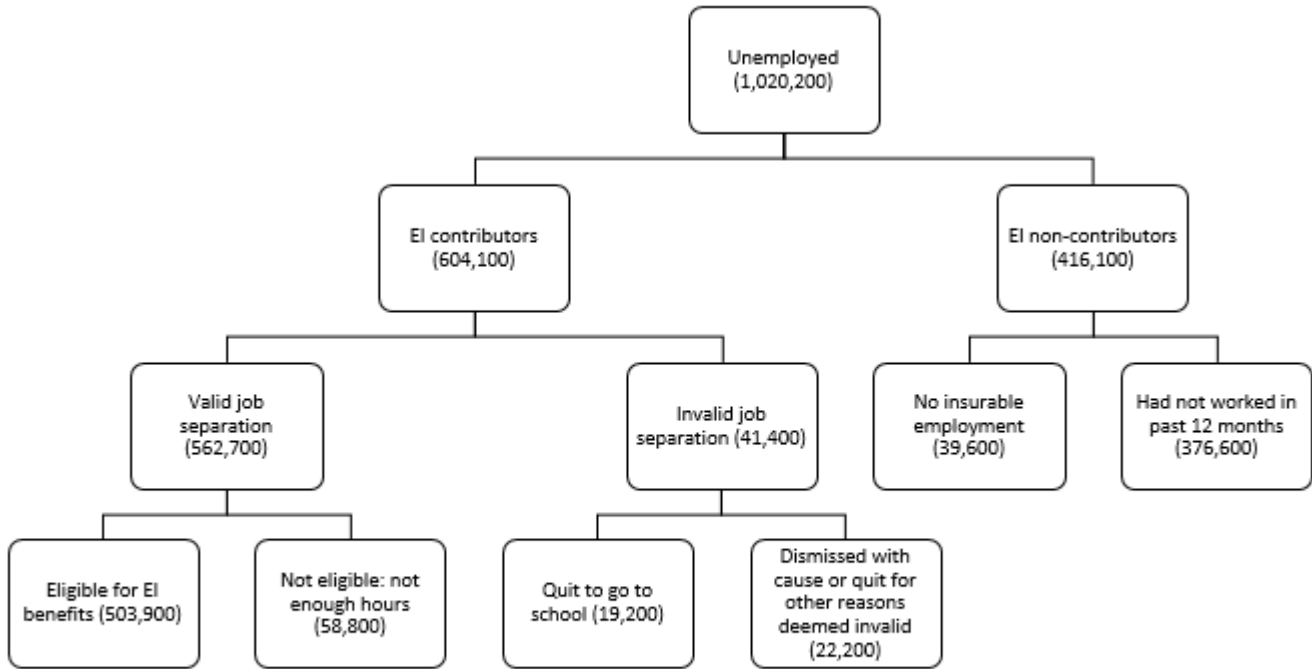 Unemployed
(1,020,200)
EI contributors
(604,100)
EI non-contributors
(416,100)
Valid job
separation
(562,700)
Invalid job
separation (41,400)
No insurable
employment
(39,600)
Had not worked in
past 12 months
(376,600)
Eligible for EI
benefits (503,900)
Not eligible: not
enough hours
(58,800)
Quit to go to
school (19,200)
Dismissed with
cause or quit for
other reasons
deemed invalid
(22,200)